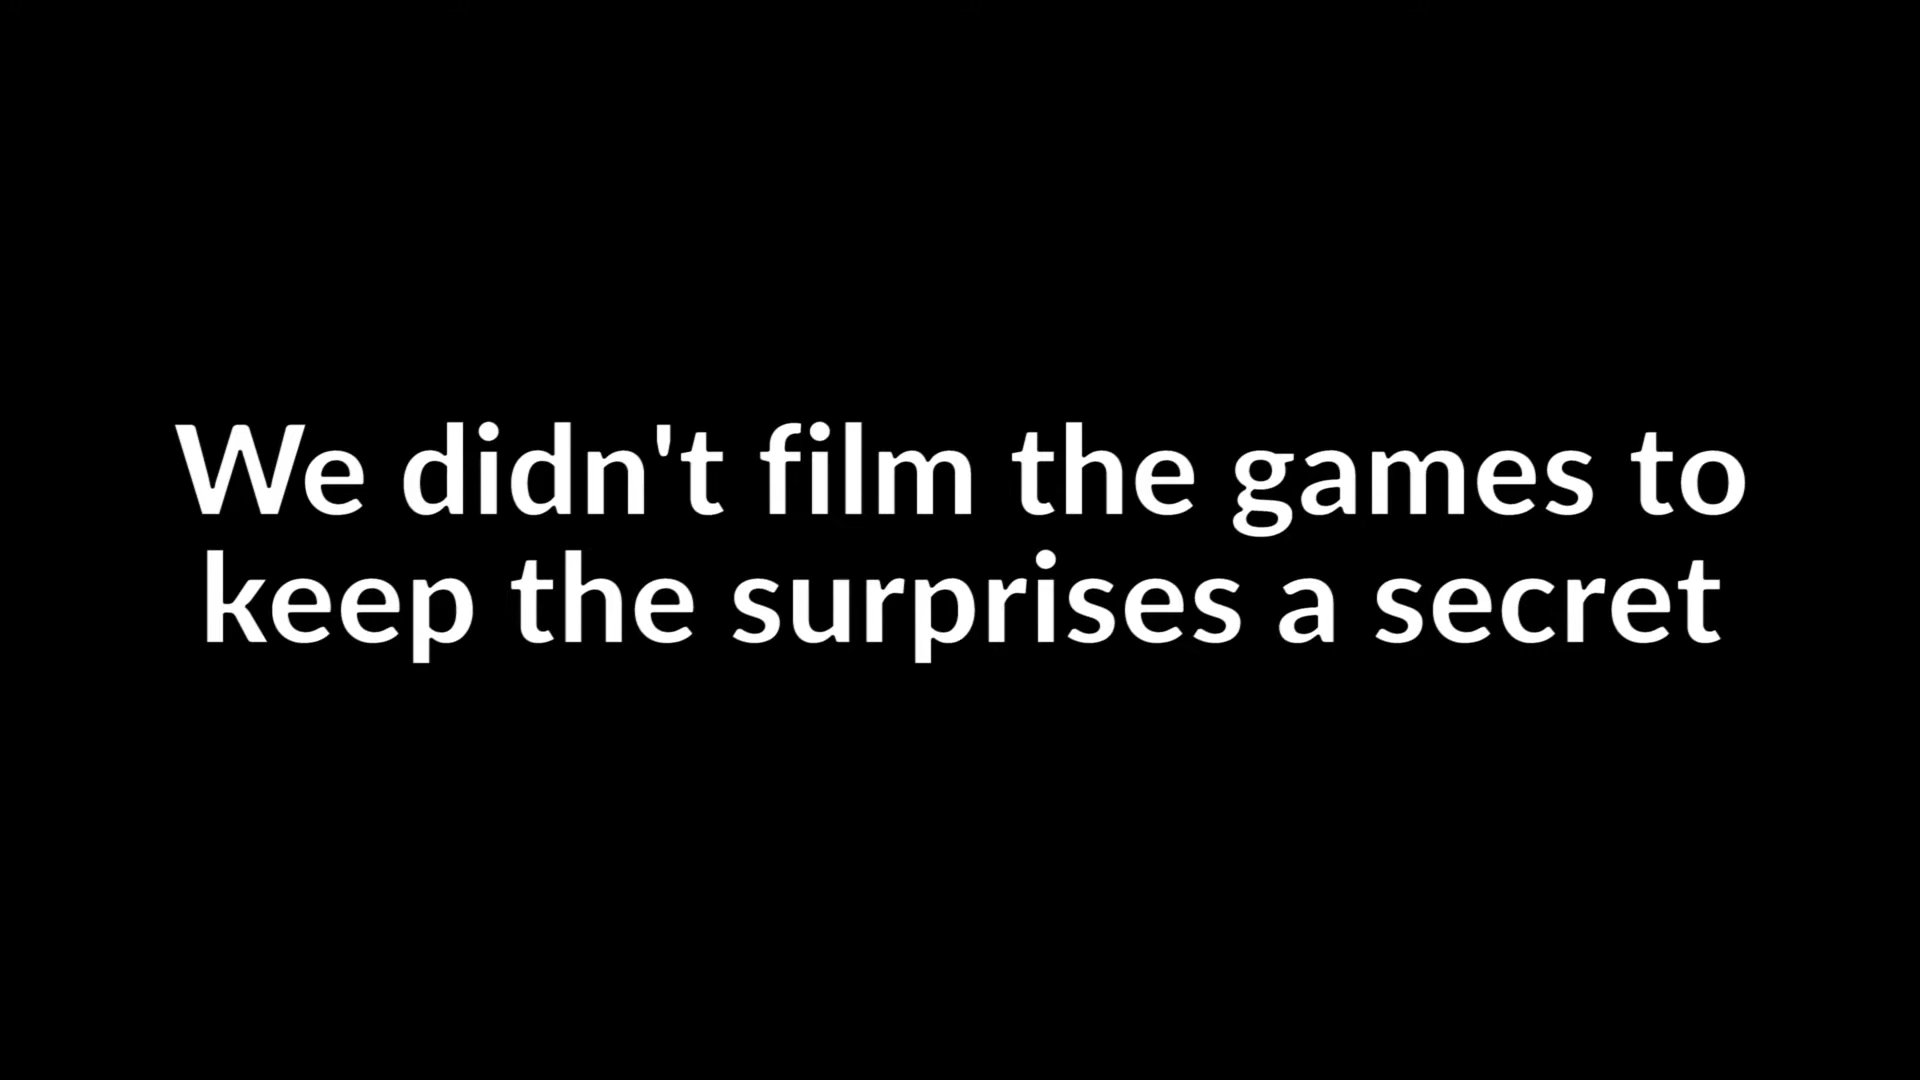 We didn't film the games to
keep the surprises a secret